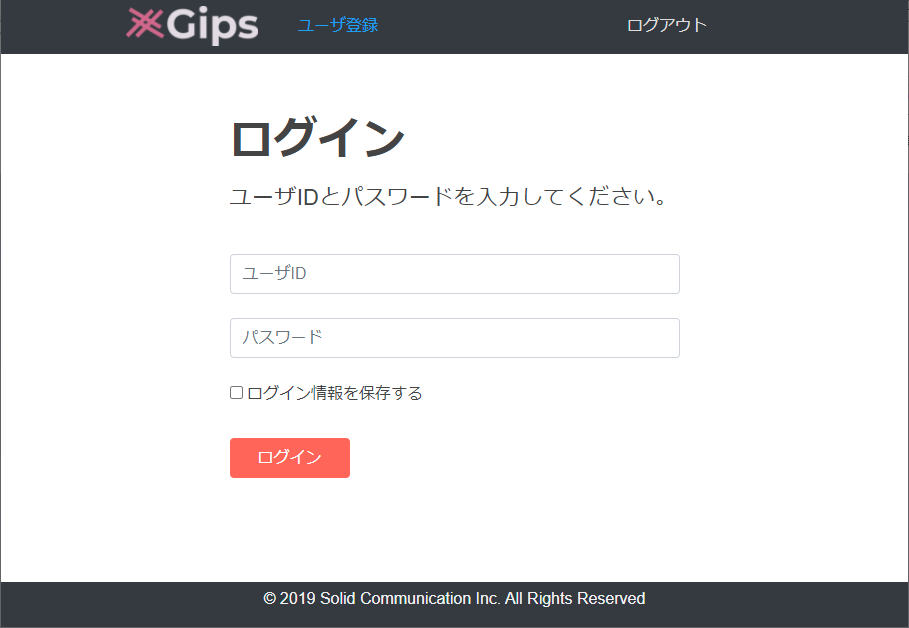 Gips
ユーザ登録
ログアウト
ログイン
ユーザIDとパスワードを入力してください。
ユーザID
パスワード
ログイン情報を保存する
ログイン
© 2019 Solid Communication Inc. All Rights Reserved